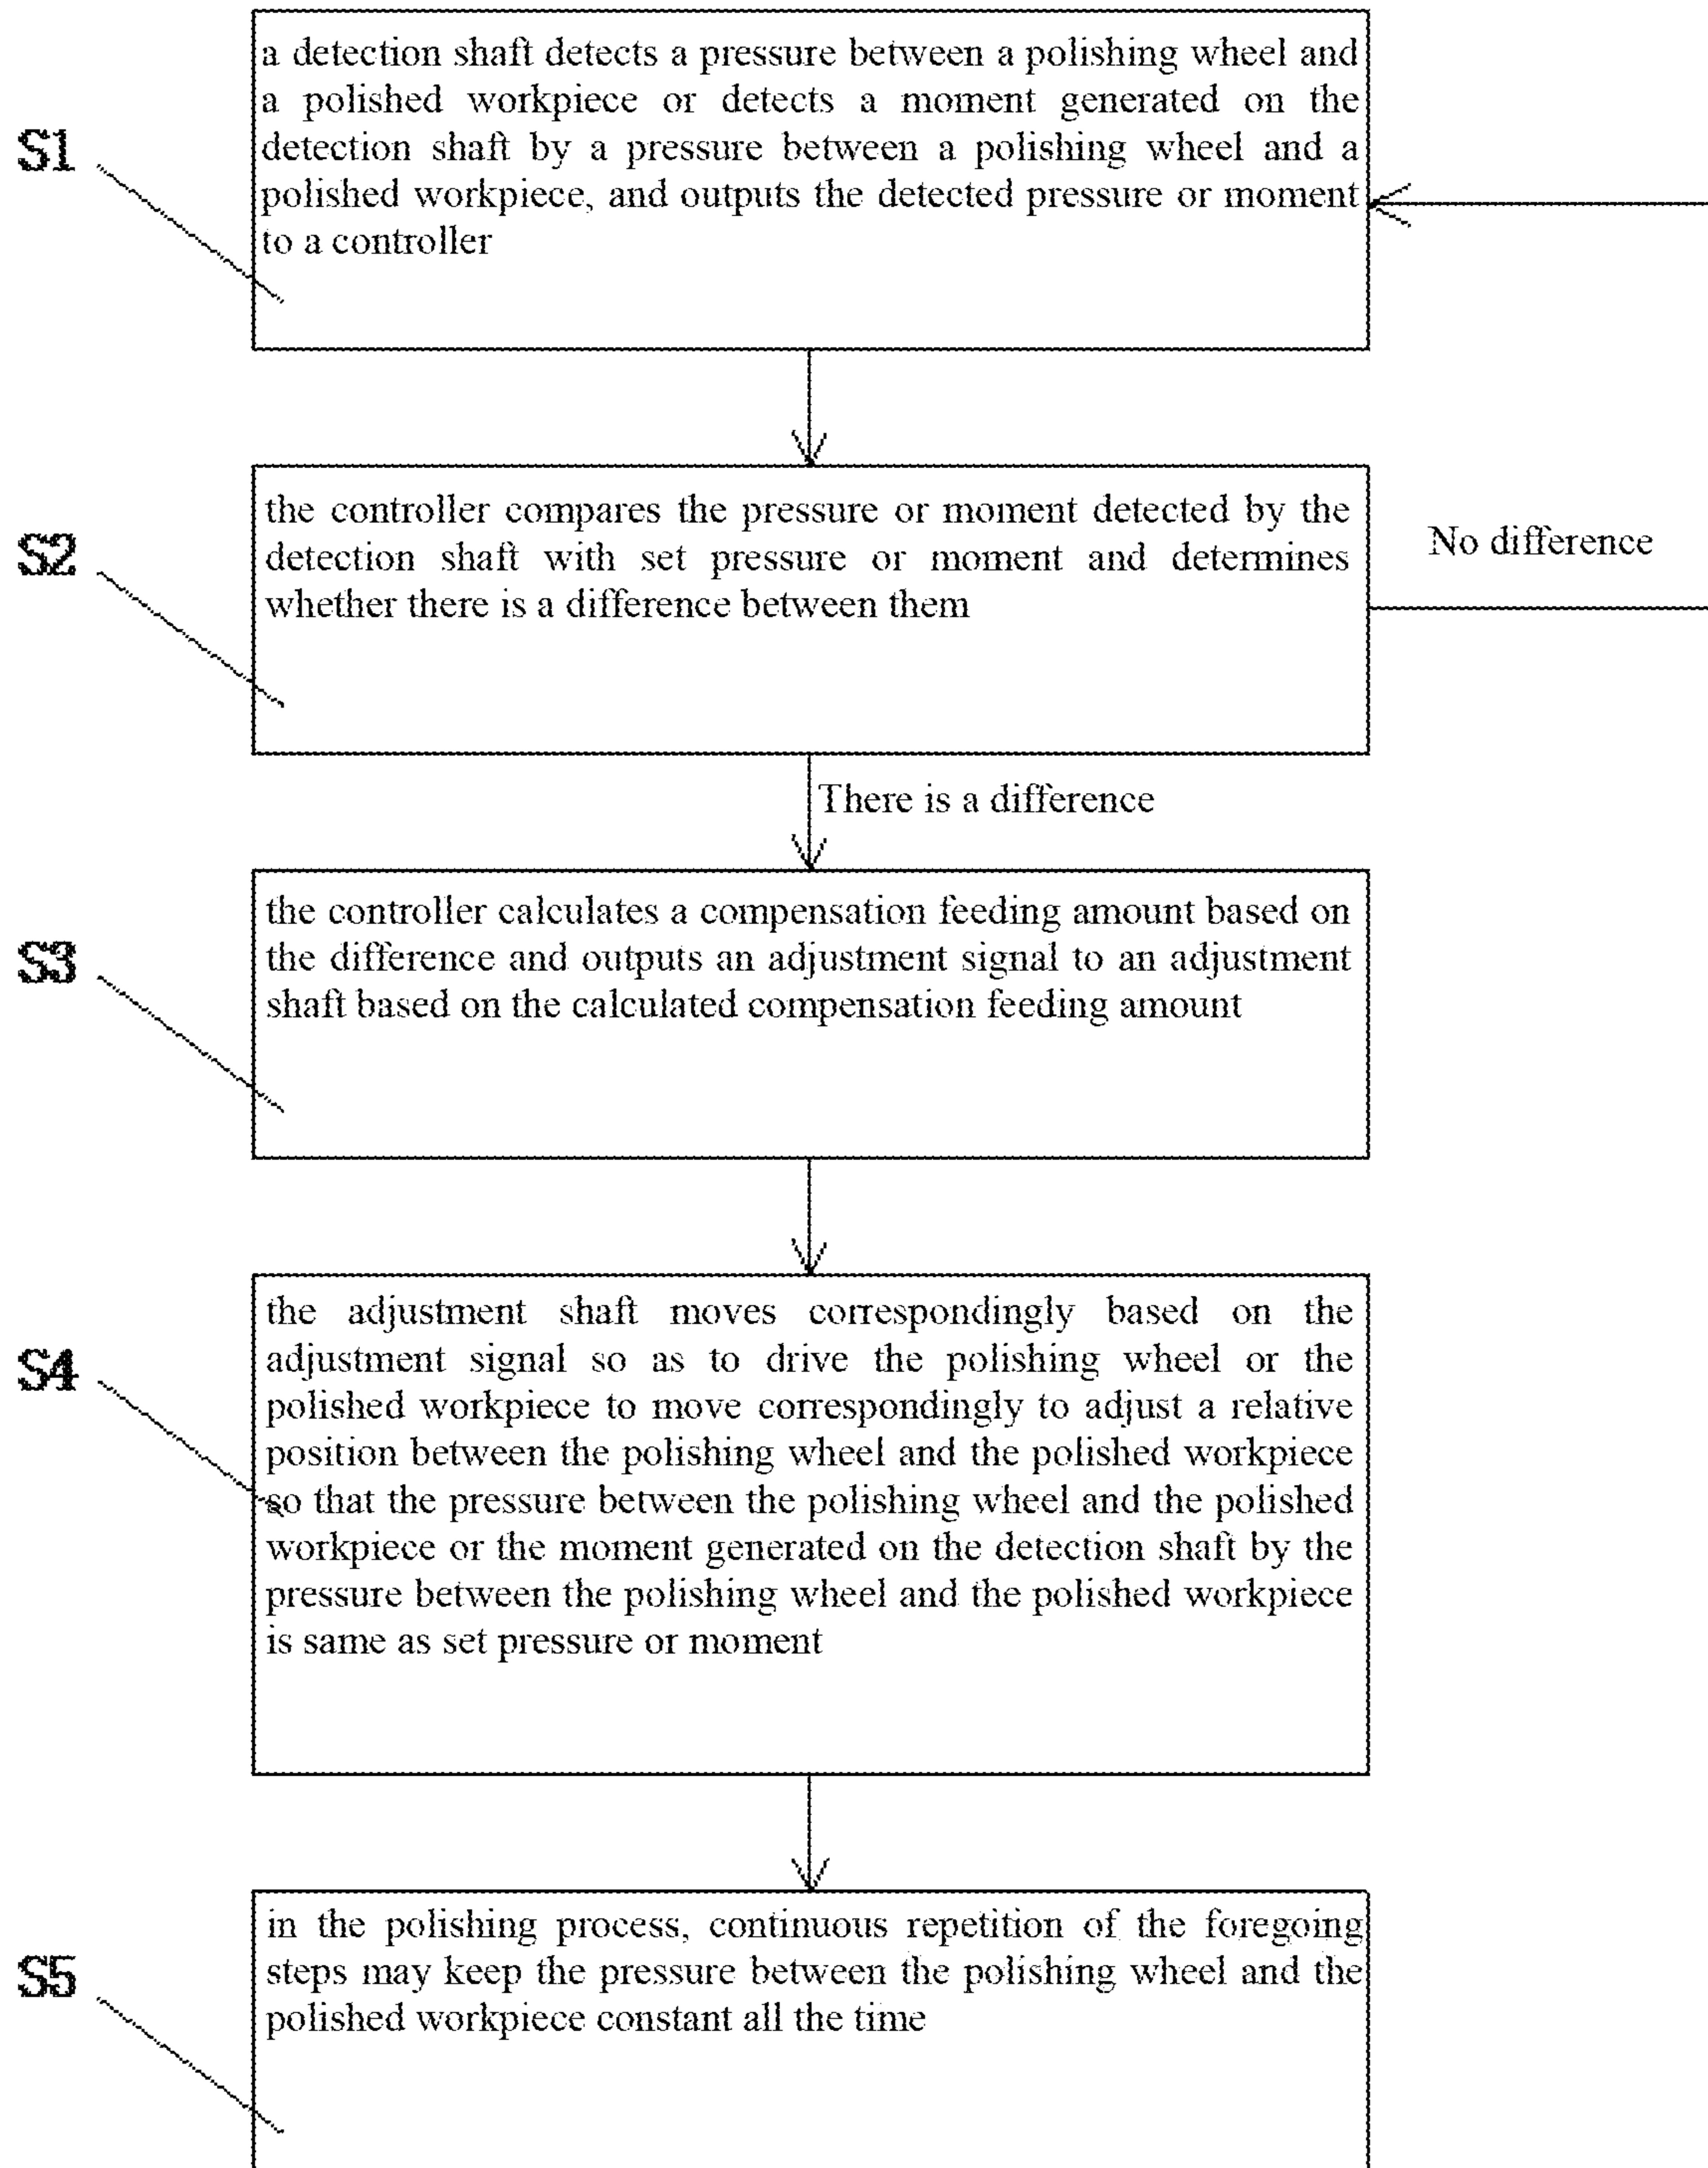 S1
a detection shaft detects a pressure between a polishing wheel and
a polished workpiece or detects a moment generated on the
detection shaft by a pressure between a polishing wheel and a
polished workpiece, and outputs the detected pressure or moment
to a controller
S2
the controller compares the pressure or moment detected by the
detection shaft with set pressure or moment and determines
whether there is a difference between them
No difference
There is a difference
S3
the controller calculates a compensation feeding amount based on
the difference and outputs an adjustment signal to an adjustment
shaft based on the calculated compensation feeding amount
S4
the adjustment shaft moves correspondingly based on the
adjustment signal so as to drive the polishing wheel or the
polished workpiece to move correspondingly to adjust a relative
position between the polishing wheel and the polished workpiece
so that the pressure between the polishing wheel and the polished
workpiece or the moment generated on the detection shaft by the
pressure between the polishing wheel and the polished workpiece
is same as set pressure or moment
S5
in the polishing process, continuous repetition of the foregoing
steps may keep the pressure between the polishing wheel and the
polished workpiece constant all the time